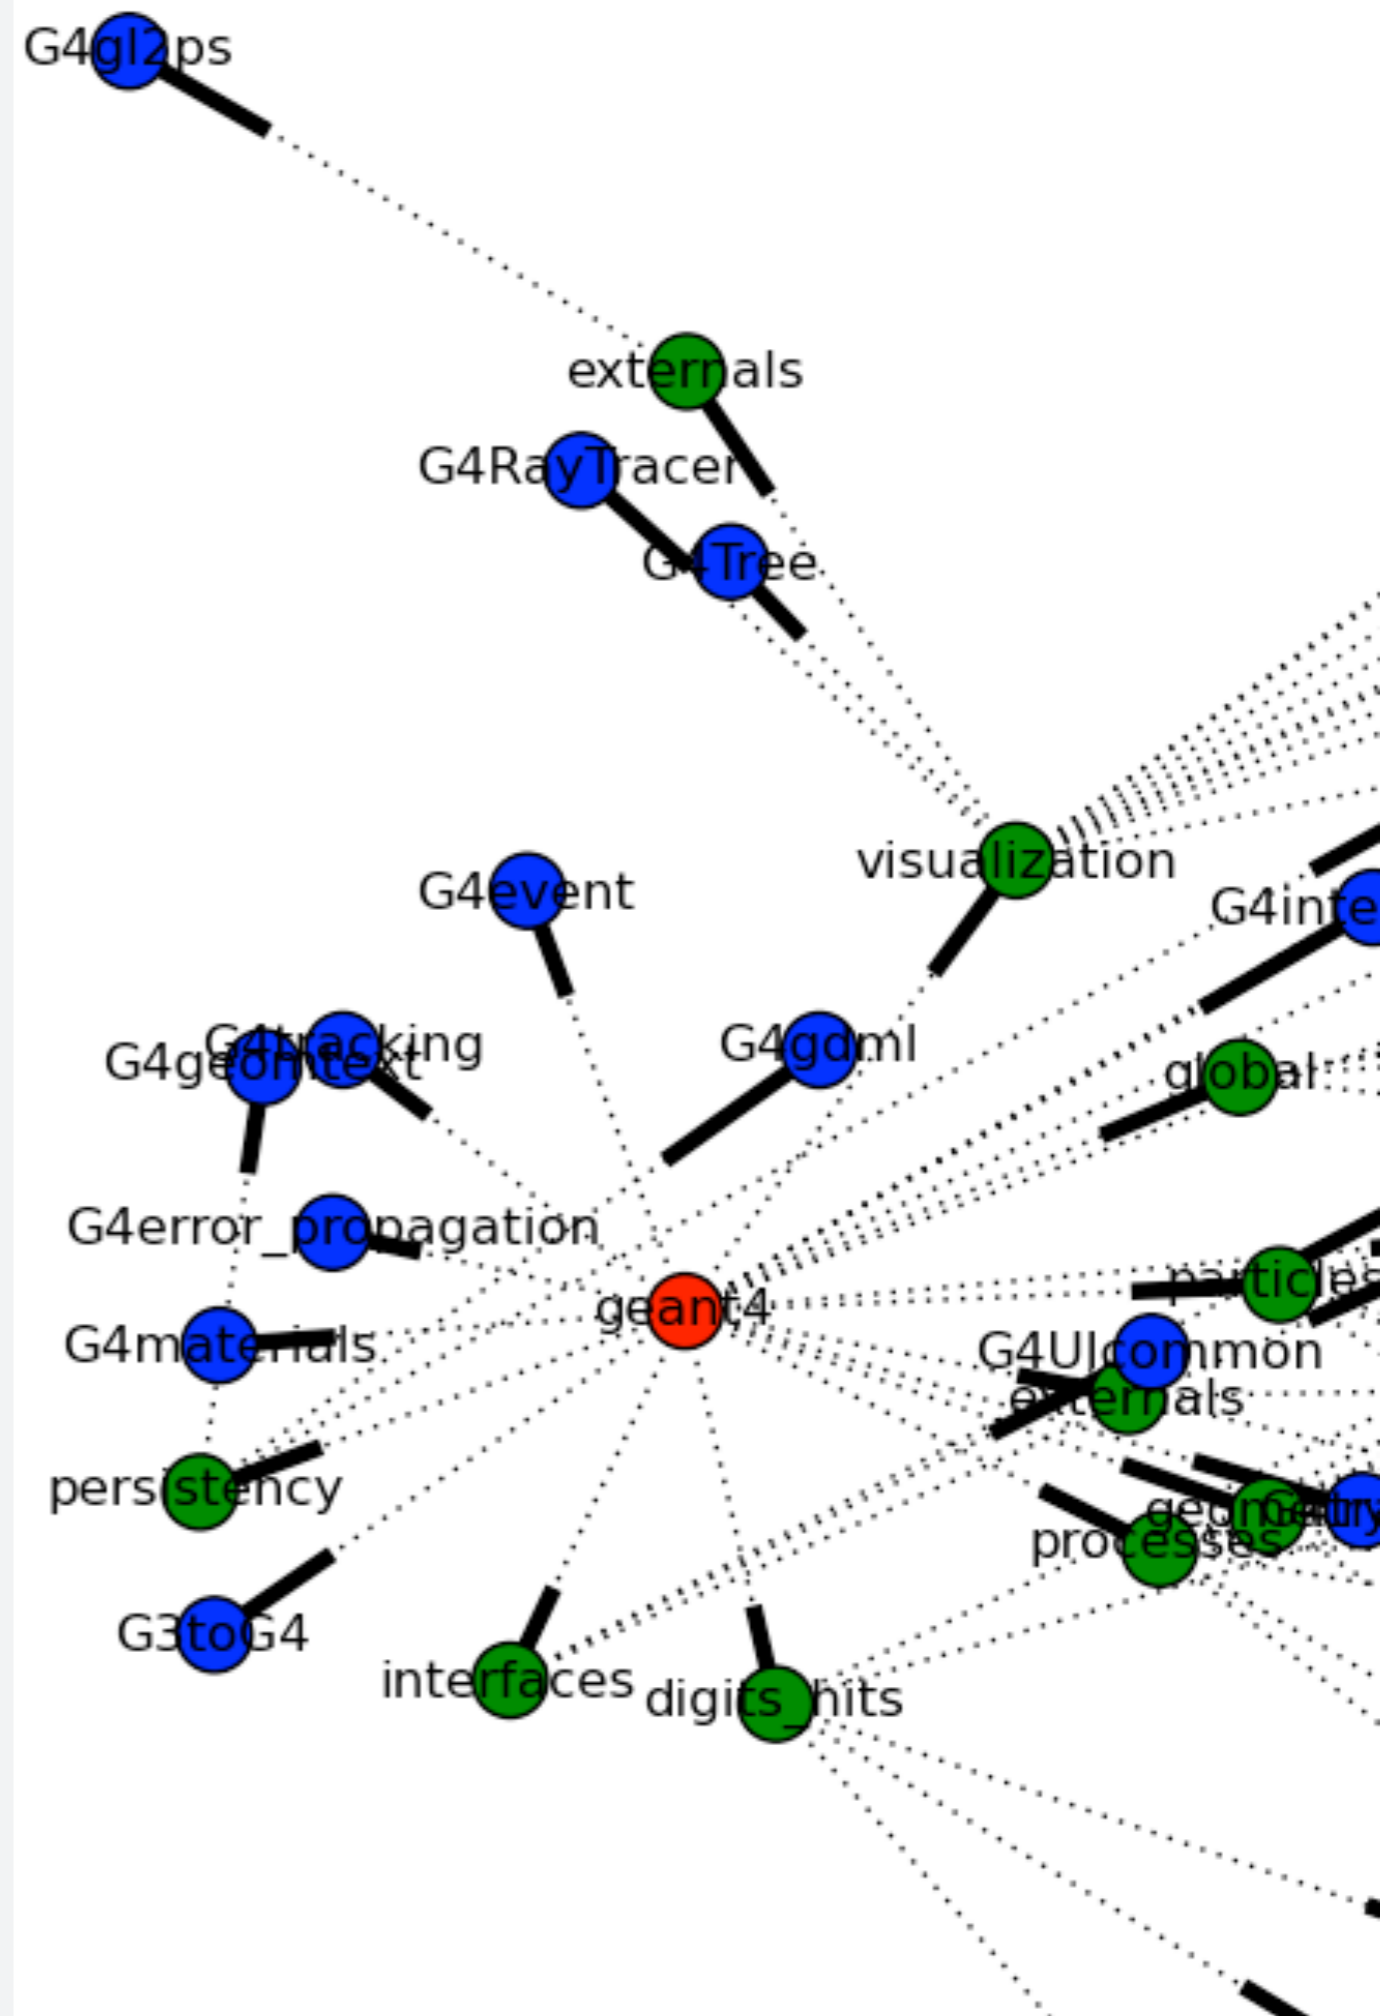 G4gl2ps
externals
G4RayTracer
G4Tree
visualization
G4event
G4inte
G4tracking
G4geomtext
G4gdml
global
G4error_propagation
particles
geant4
G4materials
G4UIcommon
externals
persistency
geometry
processes
G3toG4
interfaces
digits_hits